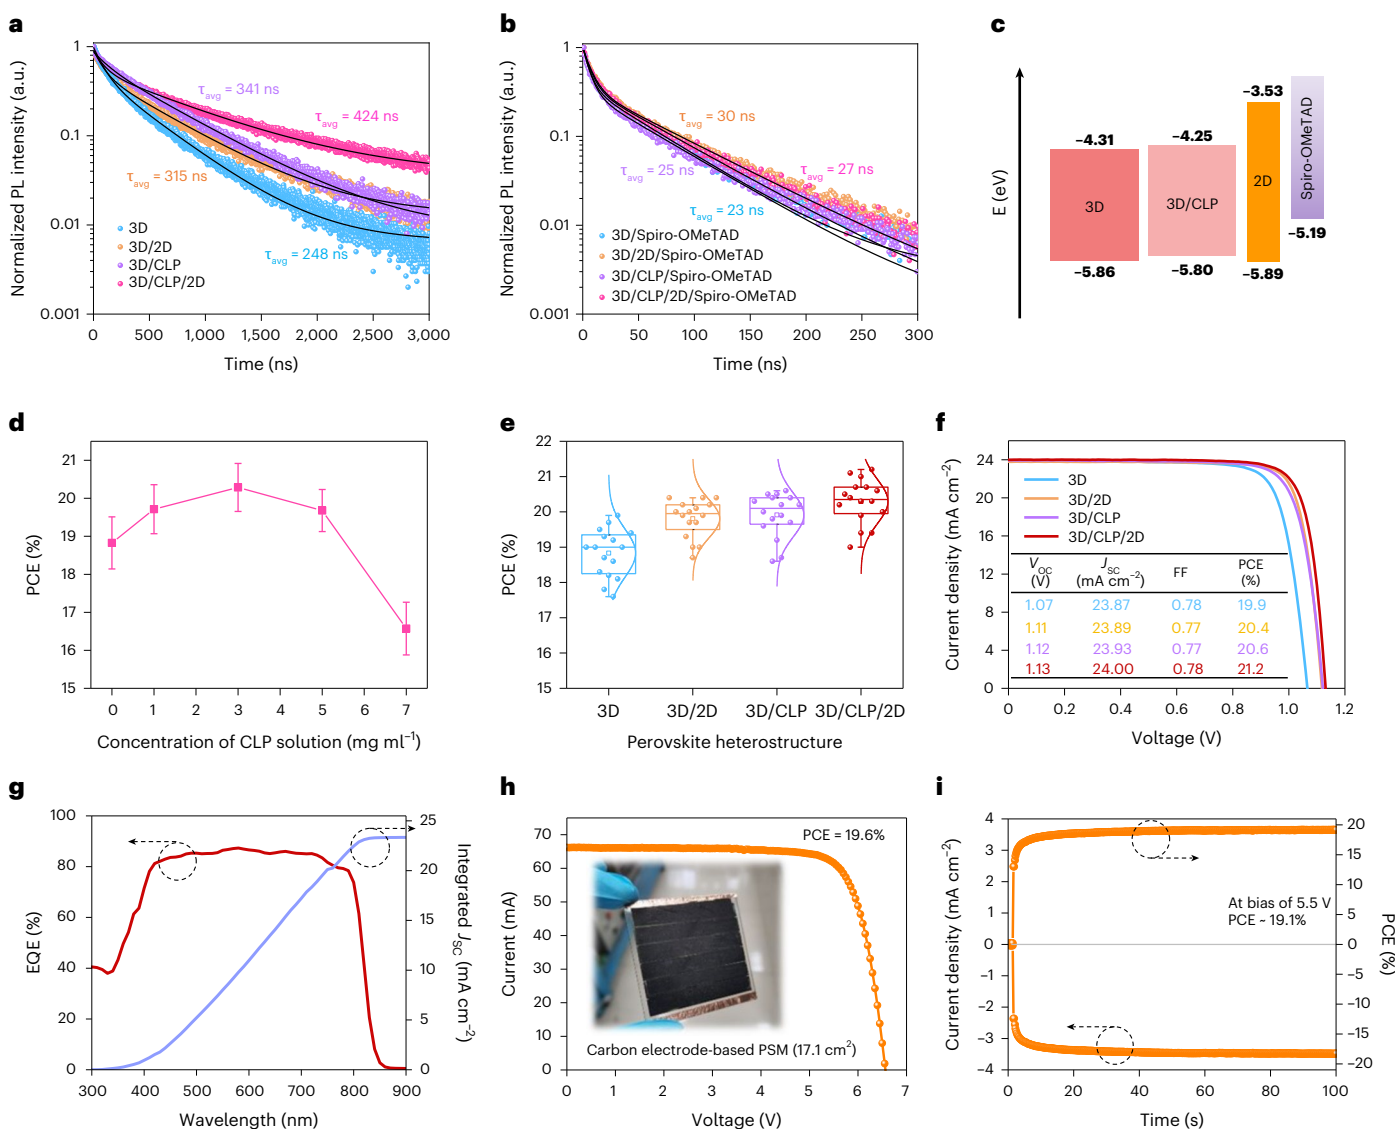 a
Normalized PL intensity (a.u.)
1
0.1
0.01
0.001
τavg = 341 ns
τavg = 424 ns
τavg = 315 ns
τavg = 248 ns
3D
3D/2D
3D/CLP
3D/CLP/2D
0 500 1,000 1,500 2,000 2,500 3,000
Time (ns)
b
Normalized PL intensity (a.u.)
1
0.1
0.01
0.001
τavg = 30 ns
τavg = 25 ns
τavg = 27 ns
τavg = 23 ns
3D/Spiro-OMeTAD
3D/2D/Spiro-OMeTAD
3D/CLP/Spiro-OMeTAD
3D/CLP/2D/Spiro-OMeTAD
0 50 100 150 200 250 300
Time (ns)
c
E (eV)
−4.31
−4.25
−3.53
3D
3D/CLP
2D
Spiro-OMeTAD
−5.86
−5.80
−5.89
−5.19
d
PCE (%)
21
20
19
18
17
16
15
0 1 2 3 4 5 6 7
Concentration of CLP solution (mg ml−1)
e
PCE (%)
22
21
20
19
18
17
16
15
3D 3D/2D 3D/CLP 3D/CLP/2D
Perovskite heterostructure
f
Current density (mA cm−2)
24
20
16
12
8
4
0
3D
3D/2D
3D/CLP
3D/CLP/2D
VOC (V) JSC (mA cm−2) FF PCE (%)
1.07 23.87 0.78 19.9
1.11 23.89 0.77 20.4
1.12 23.93 0.77 20.6
1.13 24.00 0.78 21.2
0 0.2 0.4 0.6 0.8 1.0 1.2
Voltage (V)
g
EQE (%)
100
80
60
40
20
0
25
20
15
10
5
0
Integrated JSC (mA cm−2)
300 400 500 600 700 800 900
Wavelength (nm)
h
Current (mA)
70
60
50
40
30
20
10
0
PCE = 19.6%
Carbon electrode-based PSM (17.1 cm2)
0 1 2 3 4 5 6 7
Voltage (V)
i
Current density (mA cm−2)
4
3
2
1
0
−1
−2
−3
−4
At bias of 5.5 V
PCE ~ 19.1%
20
15
10
5
0
−5
−10
−15
−20
PCE (%)
0 20 40 60 80 100
Time (s)